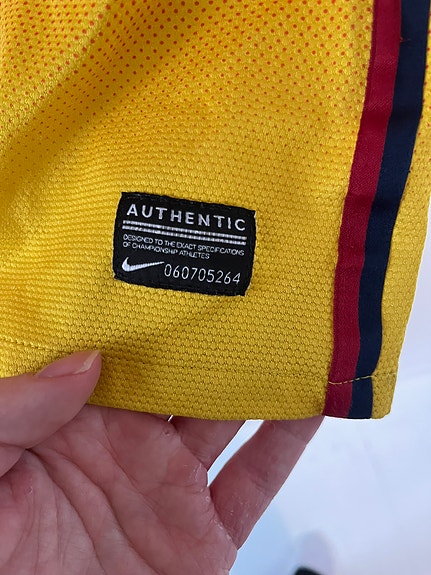 AUTHENTIC
DESIGNED TO THE EXACT SPECIFICATIONS
OF CHAMPIONSHIP ATHLETES
060705264